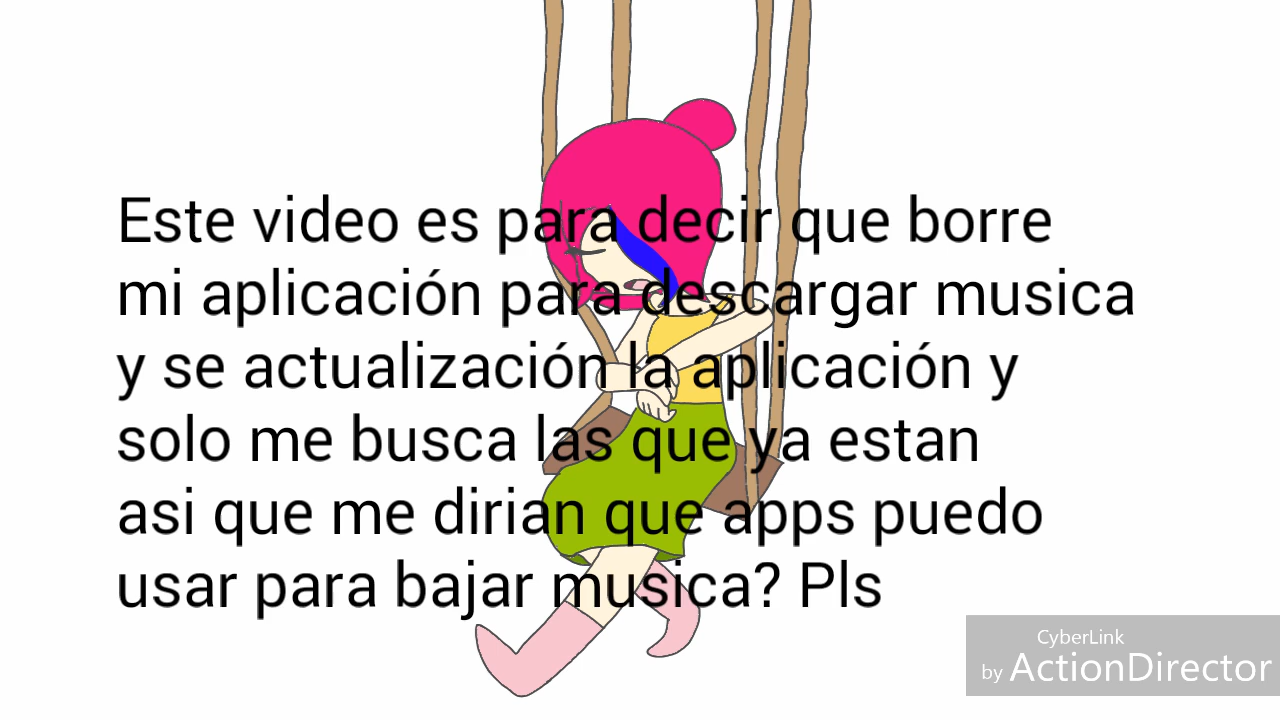 Este video es para decir que borre
mi aplicación para descargar musica
y se actualización la aplicación y
solo me busca las que ya estan
asi que me dirian que apps puedo
usar para bajar musica? Pls
CyberLink
by ActionDirector